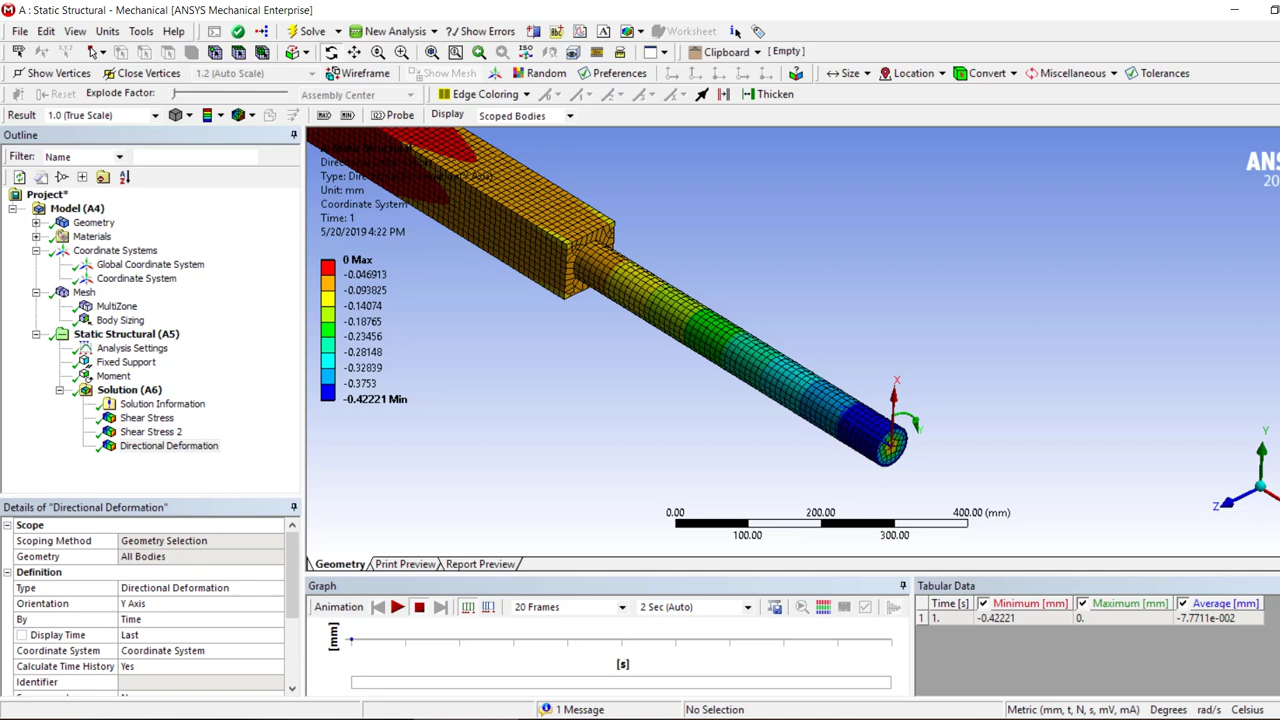 A : Static Structural - Mechanical [ANSYS Mechanical Enterprise]
File Edit View Units Tools Help Solve New Analysis Show Errors Worksheet
Clipboard [ Empty ]
Show Vertices Close Vertices 1.2 (Auto Scale) Wireframe Show Mesh Random Preferences Size Location Convert Miscellaneous Tolerances
Reset Explode Factor: Assembly Center Edge Coloring Thicken
Result 1.0 (True Scale) Probe Display Scoped Bodies
Outline
Filter: Name
Project*
Model (A4)
Geometry
Materials
Coordinate Systems
Global Coordinate System
Coordinate System
Mesh
MultiZone
Body Sizing
Static Structural (A5)
Analysis Settings
Fixed Support
Moment
Solution (A6)
Solution Information
Shear Stress
Shear Stress 2
Directional Deformation
Unit: mm
Coordinate System
Time: 1
5/20/2019 4:22 PM
0 Max
-0.046913
-0.093825
-0.14074
-0.18765
-0.23456
-0.28148
-0.32839
-0.3753
-0.42221 Min
ANS
20
X
Y
Z
0.00 200.00 400.00 (mm)
100.00 300.00
Geometry Print Preview Report Preview
Details of "Directional Deformation"
Scope
Scoping Method Geometry Selection
Geometry All Bodies
Definition
Type Directional Deformation
Orientation Y Axis
By Time
Display Time Last
Coordinate System Coordinate System
Calculate Time History Yes
Identifier
Graph
Animation 20 Frames 2 Sec (Auto)
[mm]
[s]
Tabular Data
Time [s] Minimum [mm] Maximum [mm] Average [mm]
1 1. -0.42221 0. -7.7711e-002
1 Message No Selection Metric (mm, t, N, s, mV, mA) Degrees rad/s Celsius